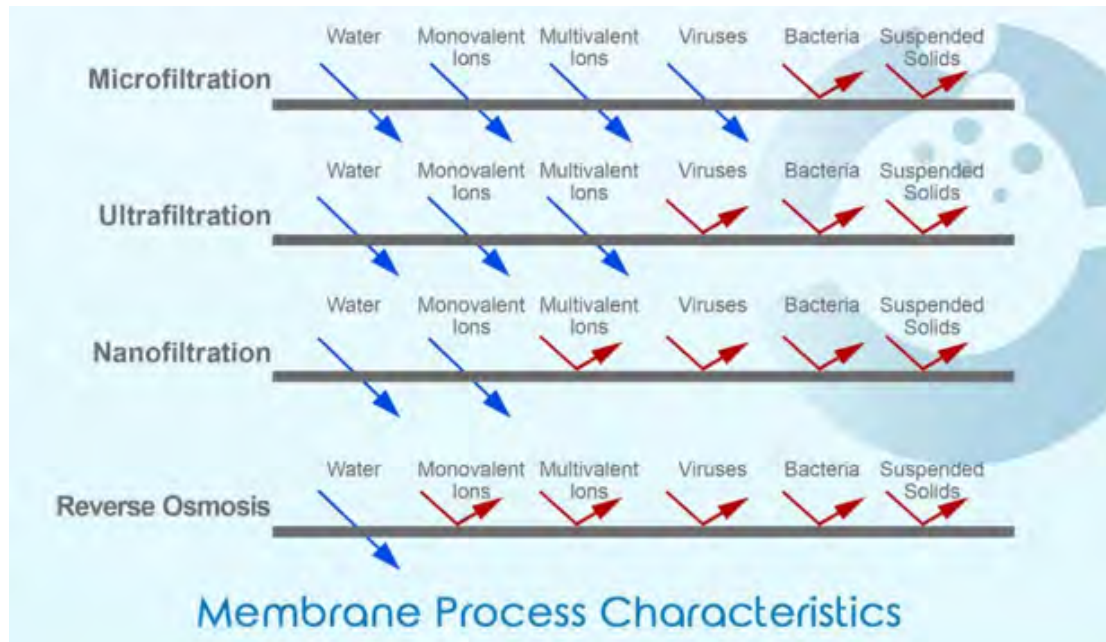 Water Monovalent Ions Multivalent Ions Viruses Bacteria Suspended Solids
Microfiltration
Water Monovalent Ions Multivalent Ions Viruses Bacteria Suspended Solids
Ultrafiltration
Water Monovalent Ions Multivalent Ions Viruses Bacteria Suspended Solids
Nanofiltration
Water Monovalent Ions Multivalent Ions Viruses Bacteria Suspended Solids
Reverse Osmosis
Membrane Process Characteristics